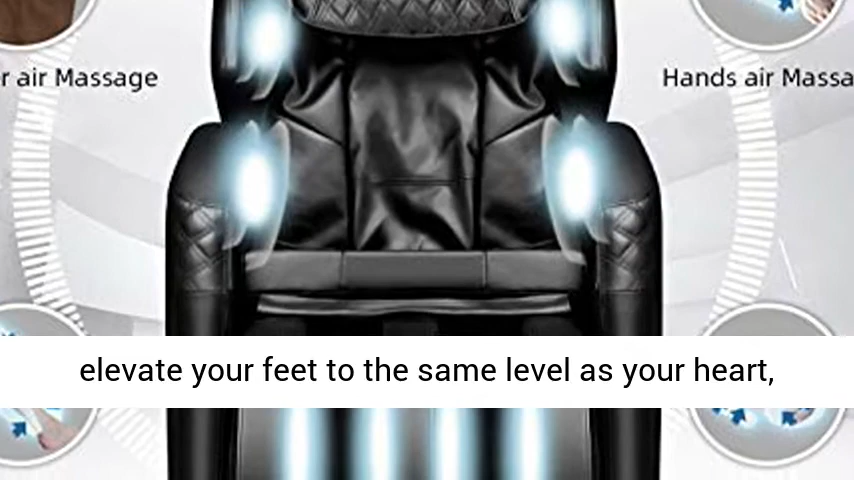 r air Massage
Hands air Massa
elevate your feet to the same level as your heart,